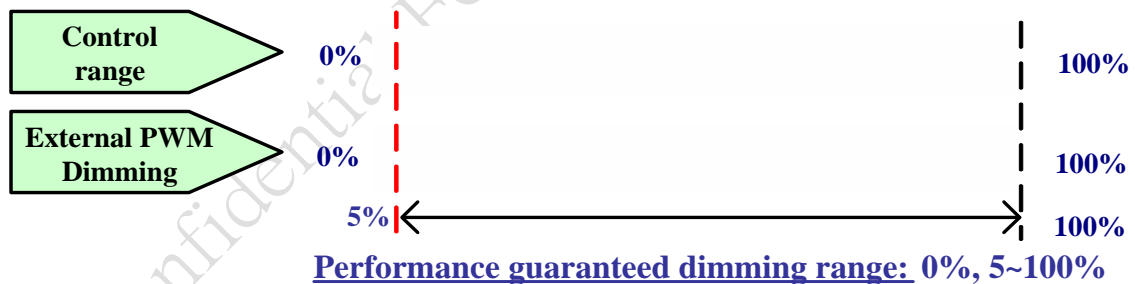 Control
range
0%
100%
External PWM
Dimming
0%
100%
5%
100%
Performance guaranteed dimming range: 0%, 5~100%